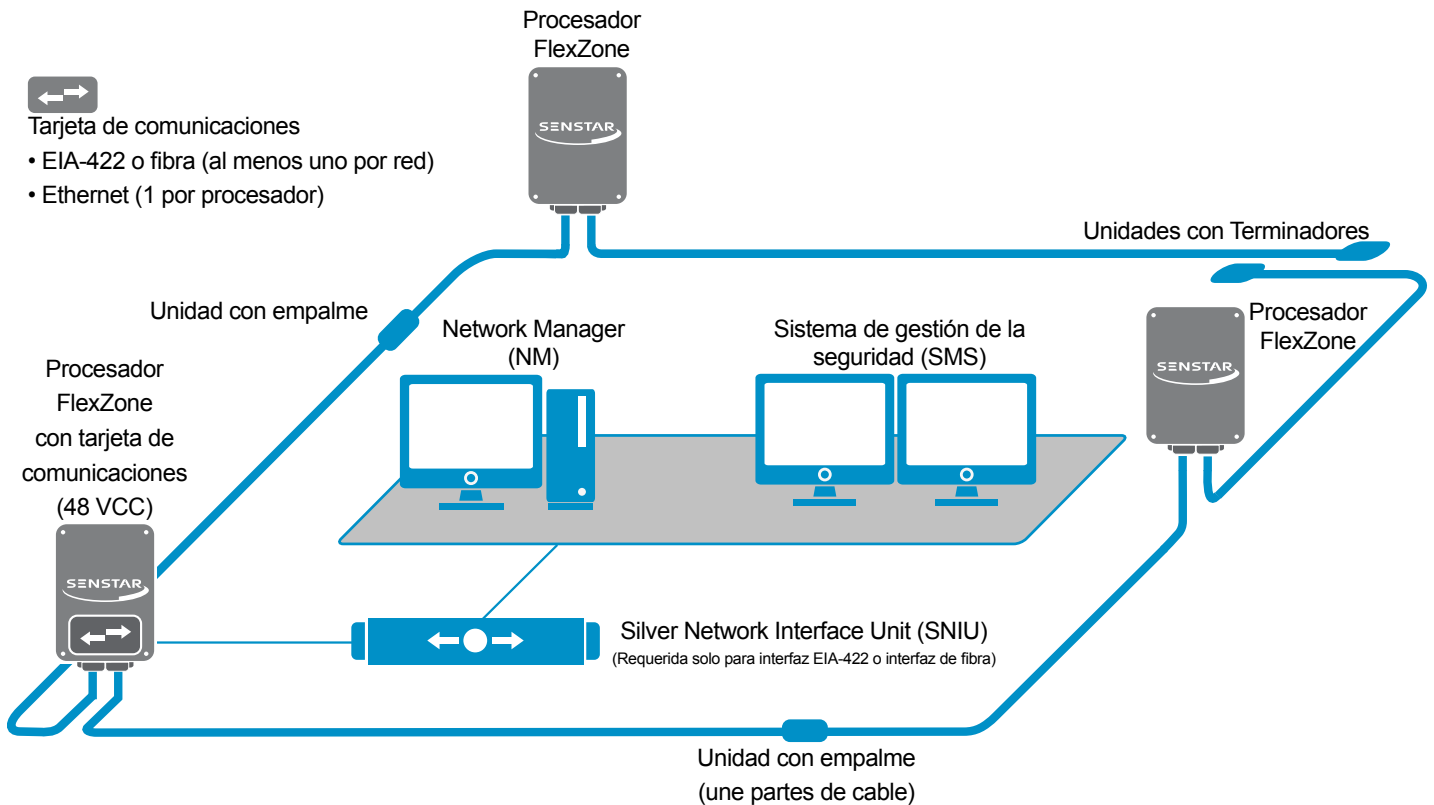 Procesador
FlexZone
SENSTAR
Tarjeta de comunicaciones
• EIA-422 o fibra (al menos uno por red)
• Ethernet (1 por procesador)
Unidades con Terminadores
Unidad con empalme
Network Manager
(NM)
Sistema de gestión de la
seguridad (SMS)
Procesador
FlexZone
SENSTAR
Procesador
FlexZone
con tarjeta de
comunicaciones
(48 VCC)
SENSTAR
Silver Network Interface Unit (SNIU)
(Requerida solo para interfaz EIA-422 o interfaz de fibra)
Unidad con empalme
(une partes de cable)